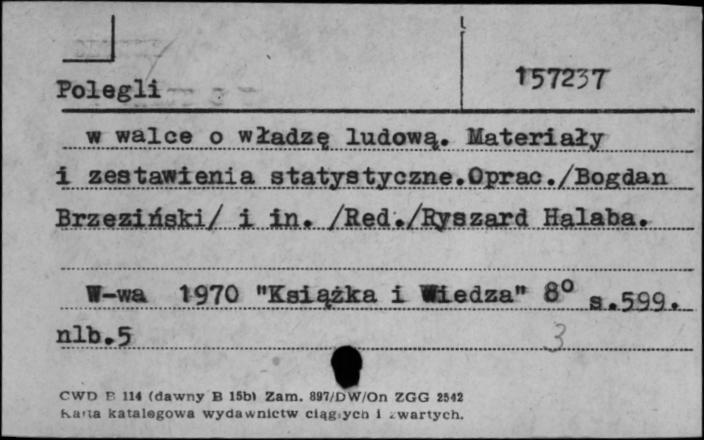 157237
Polegli
w walce o władzę ludową. Materiały
i zestawienia statystyczne.Oprac./Bogdan
Brzeziński/ i in. /Red./Ryszard Halaba.
W-wa 1970 "Książka i Wiedza" 8° s.599.
nlb.5 3
CWD B 114 (dawny B 15b) Zam. 897/DW/On ZGG 2542
Karta katalogowa wydawnictw ciągłych i zwartych.